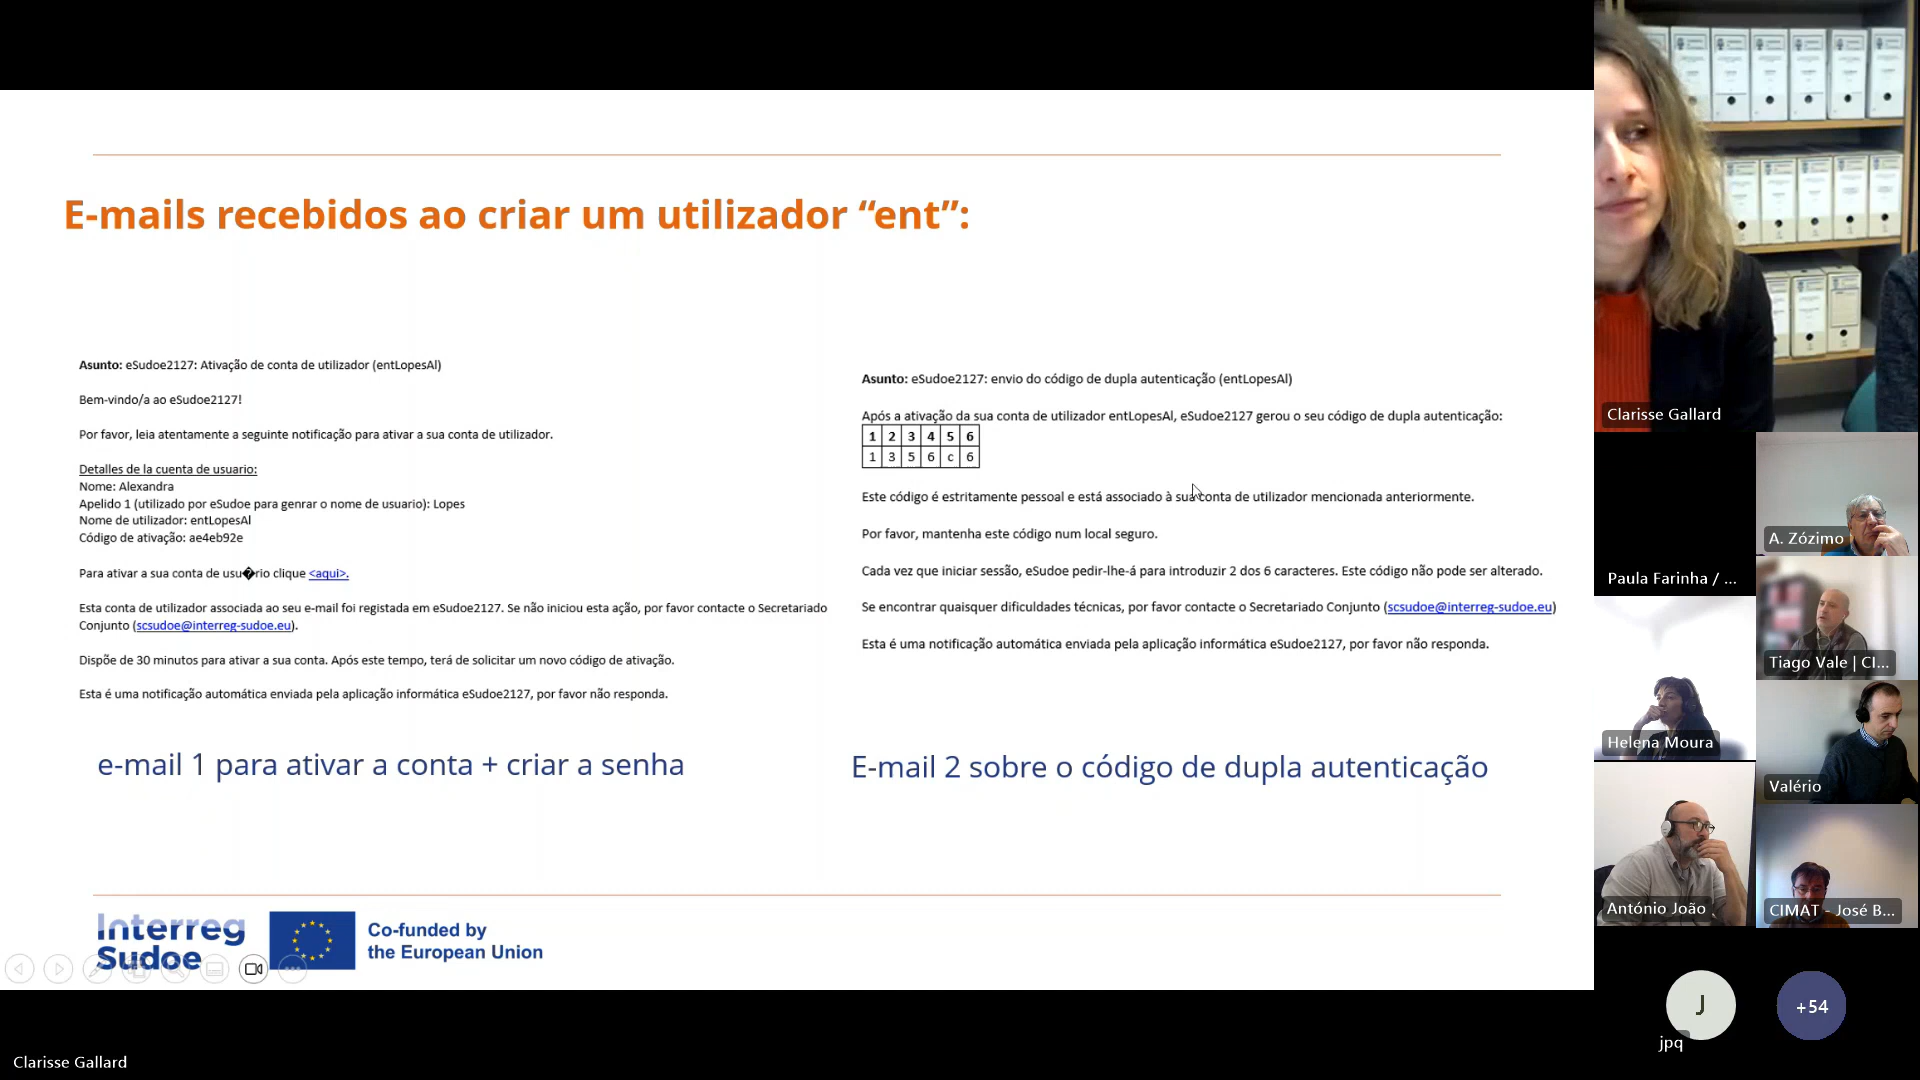 E-mails recebidos ao criar um utilizador “ent”:
Asunto: eSudoe2127: Ativação de conta de utilizador (entLopesAl)
Bem-vindo/a ao eSudoe2127!
Por favor, leia atentamente a seguinte notificação para ativar a sua conta de utilizador.
Detalles de la cuenta de usuario:
Nome: Alexandra
Apelido 1 (utilizado por eSudoe para genrar o nome de usuario): Lopes
Nome de utilizador: entLopesAl
Código de ativação: ae4eb92e
Para ativar a sua conta de usu�rio clique <aqui>.
Esta conta de utilizador associada ao seu e-mail foi registada em eSudoe2127. Se não iniciou esta ação, por favor contacte o Secretariado
Conjunto (scsudoe@interreg-sudoe.eu).
Dispõe de 30 minutos para ativar a sua conta. Após este tempo, terá de solicitar um novo código de ativação.
Esta é uma notificação automática enviada pela aplicação informática eSudoe2127, por favor não responda.
e-mail 1 para ativar a conta + criar a senha
Asunto: eSudoe2127: envio do código de dupla autenticação (entLopesAl)
Após a ativação da sua conta de utilizador entLopesAl, eSudoe2127 gerou o seu código de dupla autenticação:
1 2 3 4 5 6
1 3 5 6 c 6
Este código é estritamente pessoal e está associado à sua conta de utilizador mencionada anteriormente.
Por favor, mantenha este código num local seguro.
Cada vez que iniciar sessão, eSudoe pedir-lhe-á para introduzir 2 dos 6 caracteres. Este código não pode ser alterado.
Se encontrar quaisquer dificuldades técnicas, por favor contacte o Secretariado Conjunto (scsudoe@interreg-sudoe.eu)
Esta é uma notificação automática enviada pela aplicação informática eSudoe2127, por favor não responda.
E-mail 2 sobre o código de dupla autenticação
Interreg
Sudoe
Co-funded by
the European Union
Clarisse Gallard
Clarisse Gallard
A. Zózimo
Paula Farinha / ...
Tiago Vale | CI...
Helena Moura
Valério
António João
CIMAT - José B...
J
jpq
+54